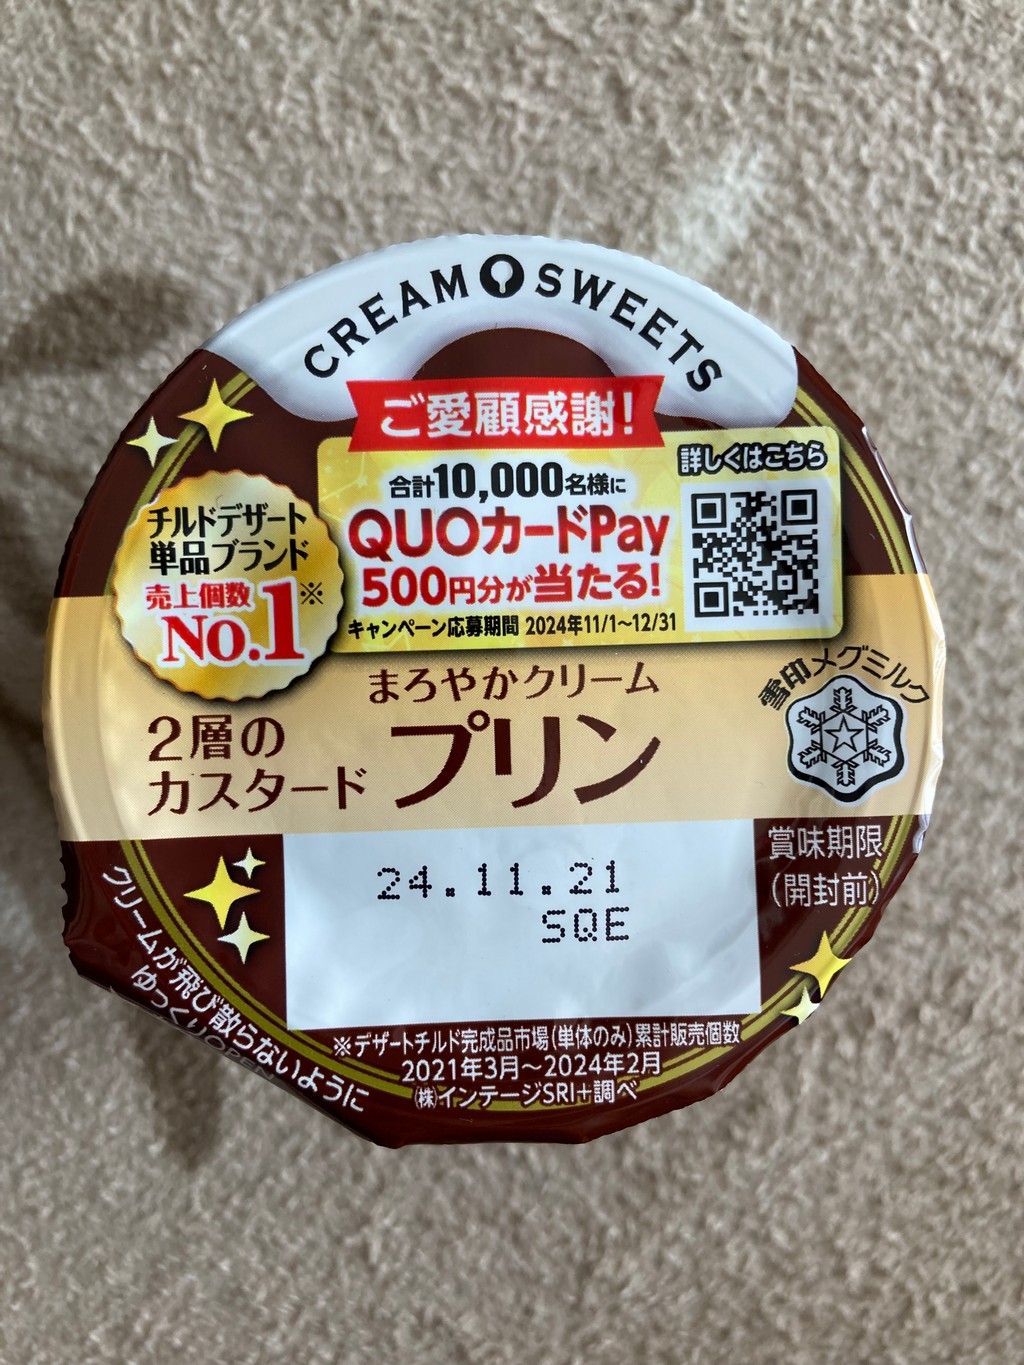 CREAM SWEETS
ご愛顧感謝!
詳しくはこちら
合計10,000名様に
QUOカードPay
500円分が当たる!
キャンペーン応募期間 2024年11/1~12/31
チルドデザート
単品ブランド
売上個数※
No.1
まろやかクリーム
2層の
カスタード
プリン
雪印メグミルク
賞味期限
(開封前)
24.11.21
SQE
クリームが飛び散らないように
ゆっくりOPEN
※デザートチルド完成品市場(単体のみ)累計販売個数
2021年3月~2024年2月
㈱インテージSRI+調べ